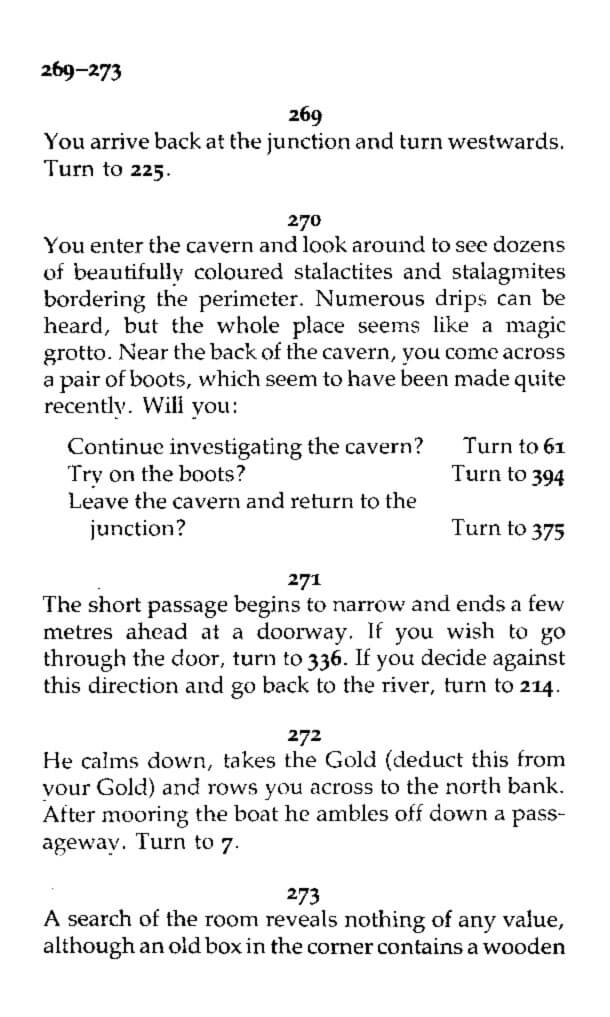 269–273
269
You arrive back at the junction and turn westwards.
Turn to 225.
270
You enter the cavern and look around to see dozens
of beautifully coloured stalactites and stalagmites
bordering the perimeter. Numerous drips can be
heard, but the whole place seems like a magic
grotto. Near the back of the cavern, you come across
a pair of boots, which seem to have been made quite
recently. Will you:
Continue investigating the cavern? Turn to 61
Try on the boots? Turn to 394
Leave the cavern and return to the
junction? Turn to 375
271
The short passage begins to narrow and ends a few
metres ahead at a doorway. If you wish to go
through the door, turn to 336. If you decide against
this direction and go back to the river, turn to 214.
272
He calms down, takes the Gold (deduct this from
your Gold) and rows you across to the north bank.
After mooring the boat he ambles off down a pass-
ageway. Turn to 7.
273
A search of the room reveals nothing of any value,
although an old box in the corner contains a wooden